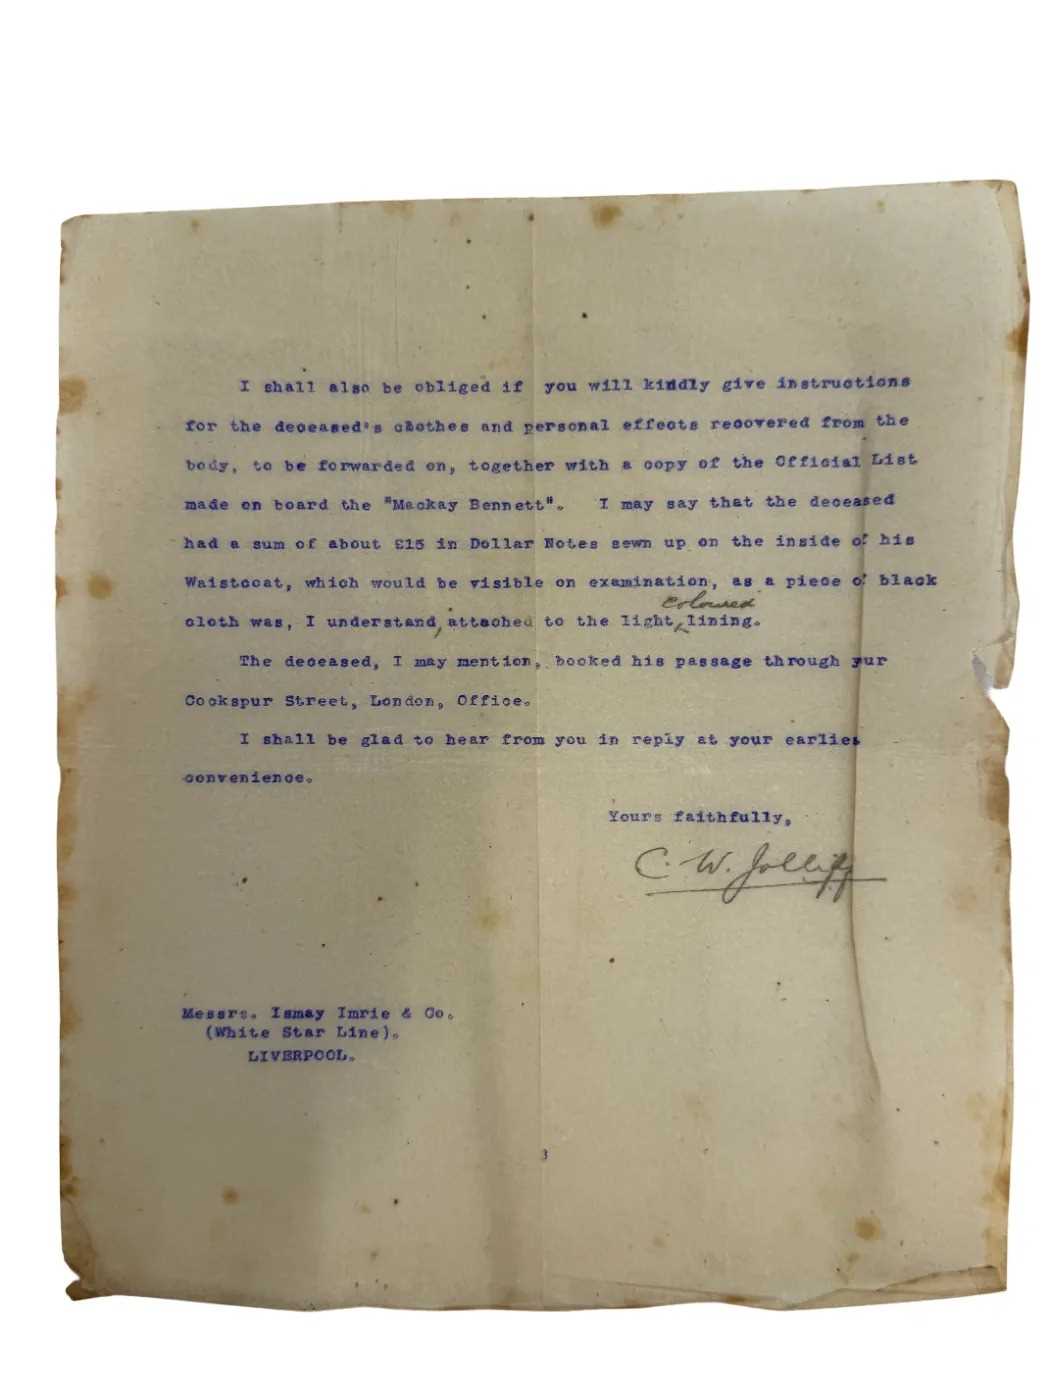 I shall also be obliged if you will kindly give instructions
for the deceased's clothes and personal effects recovered from the
body, to be forwarded on, together with a copy of the Official List
made on board the "Mackay Bennett". I may say that the deceased
had a sum of about £15 in Dollar Notes sewn up on the inside of his
Waistcoat, which would be visible on examination, as a piece of black
coloured
cloth was, I understand, attached to the light lining.
The deceased, I may mention, booked his passage through yur
Cockspur Street, London, Office.
I shall be glad to hear from you in reply at your earlies
convenience.
Yours faithfully,
C. W. Jolliff
Messrs. Ismay Imrie & Co.
(White Star Line).
LIVERPOOL.